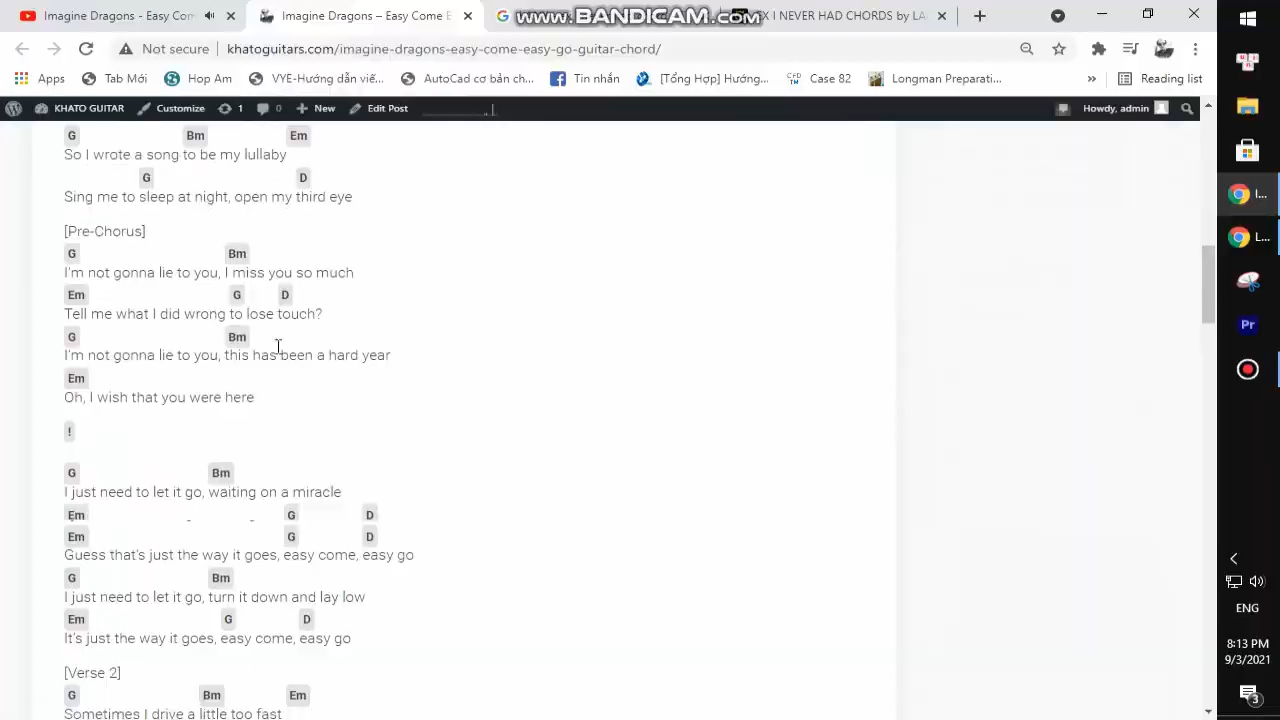 Imagine Dragons - Easy Com
Imagine Dragons – Easy Come E
www.BANDICAM.com
X I NEVER HAD CHORDS by LA
Not secure
khatoguitars.com/imagine-dragons-easy-come-easy-go-guitar-chord/
Apps
Tab Mới
Hop Am
VYE-Hướng dẫn viế...
AutoCad cơ bản ch...
Tin nhắn
[Tổng Hợp] Hướng...
Case 82
Longman Preparati...
»
Reading list
KHATO GUITAR
Customize
1
0
New
Edit Post
Howdy, admin
G Bm Em
So I wrote a song to be my lullaby
G D
Sing me to sleep at night, open my third eye
[Pre-Chorus]
G Bm
I'm not gonna lie to you, I miss you so much
Em G D
Tell me what I did wrong to lose touch?
G Bm
I'm not gonna lie to you, this has been a hard year
Em
Oh, I wish that you were here
!
G Bm
I just need to let it go, waiting on a miracle
Em G D
Em G D
Guess that's just the way it goes, easy come, easy go
G Bm
I just need to let it go, turn it down and lay low
Em G D
It's just the way it goes, easy come, easy go
[Verse 2]
G Bm Em
Sometimes I drive a little too fast
I...
L...
Pr
ENG
8:13 PM
9/3/2021
3